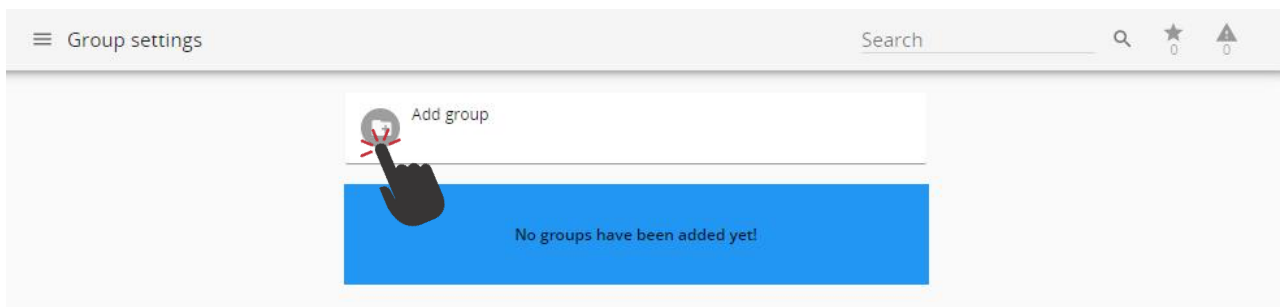 Group settings
Search
0
0
Add group
No groups have been added yet!